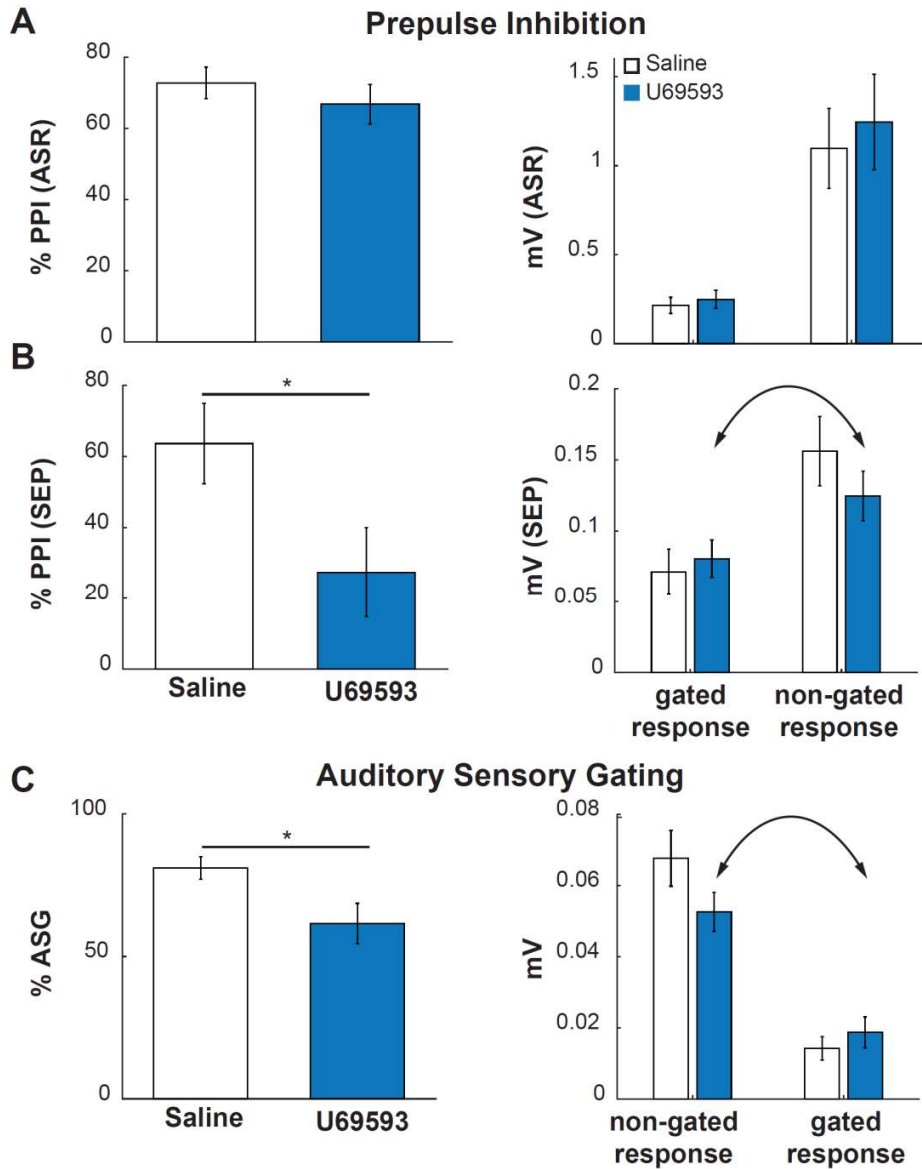 A
Prepulse Inhibition
% PPI (ASR)
80
60
40
20
0
mV (ASR)
1.5
1
0.5
0
Saline
U69593
B
% PPI (SEP)
80
60
40
20
0
*
Saline
U69593
mV (SEP)
0.2
0.15
0.1
0.05
0
gated
response
non-gated
response
C
Auditory Sensory Gating
% ASG
100
50
0
*
Saline
U69593
mV
0.08
0.06
0.04
0.02
0
non-gated
response
gated
response